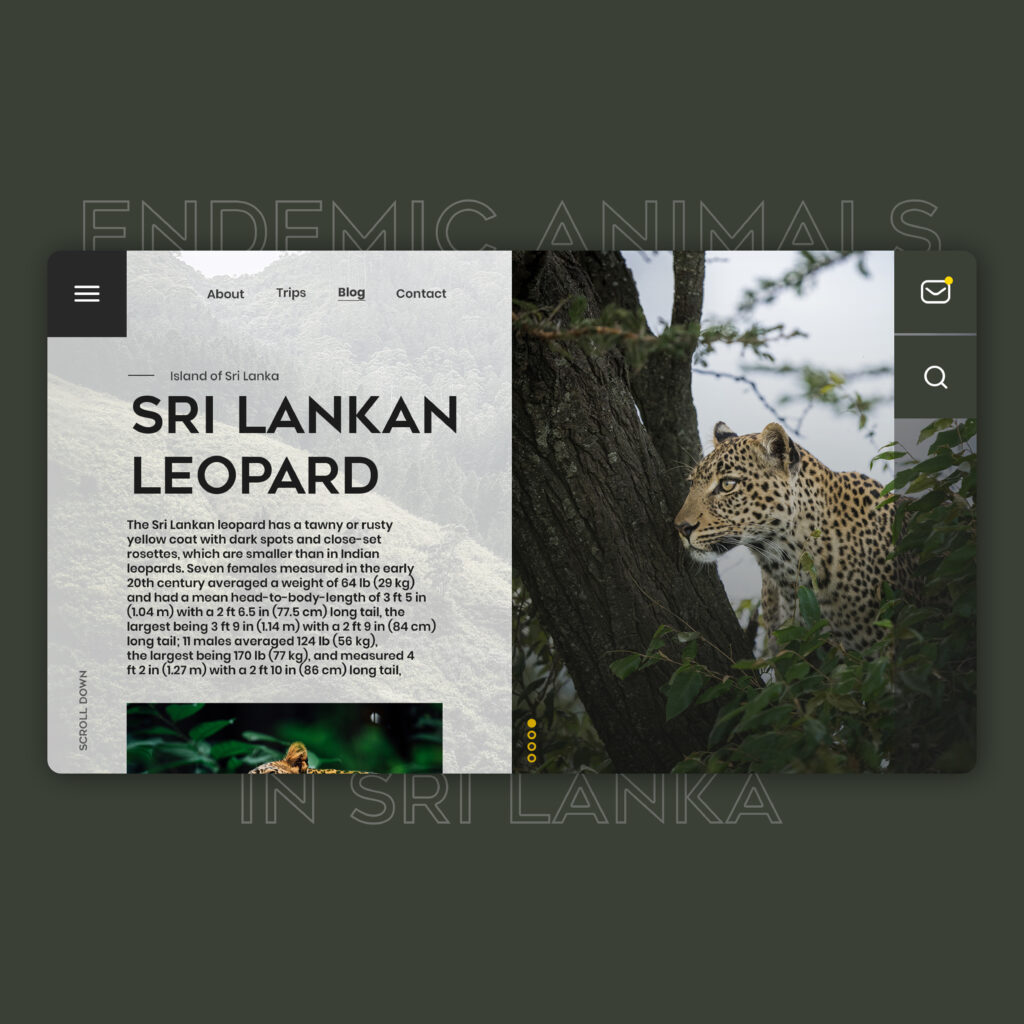 ENDEMIC ANIMALS
About Trips Blog Contact
Island of Sri Lanka
SRI LANKAN
LEOPARD
The Sri Lankan leopard has a tawny or rusty
yellow coat with dark spots and close-set
rosettes, which are smaller than in Indian
leopards. Seven females measured in the early
20th century averaged a weight of 64 lb (29 kg)
and had a mean head-to-body-length of 3 ft 5 in
(1.04 m) with a 2 ft 6.5 in (77.5 cm) long tail, the
largest being 3 ft 9 in (1.14 m) with a 2 ft 9 in (84 cm)
long tail; 11 males averaged 124 lb (56 kg),
the largest being 170 lb (77 kg), and measured 4
ft 2 in (1.27 m) with a 2 ft 10 in (86 cm) long tail,
SCROLL DOWN
IN SRI LANKA